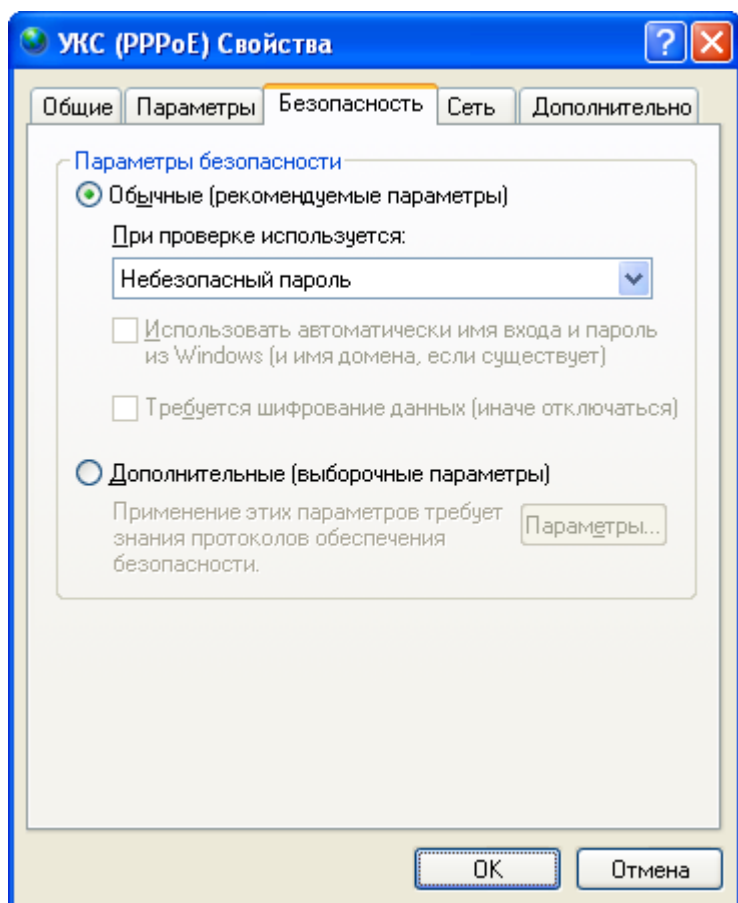 УКС (PPPoE) Свойства
Общие Параметры Безопасность Сеть Дополнительно
Параметры безопасности
Обычные (рекомендуемые параметры)
При проверке используется:
Небезопасный пароль
Использовать автоматически имя входа и пароль
из Windows (и имя домена, если существует)
Требуется шифрование данных (иначе отключаться)
Дополнительные (выборочные параметры)
Применение этих параметров требует
знания протоколов обеспечения
безопасности.
Параметры...
ОК Отмена